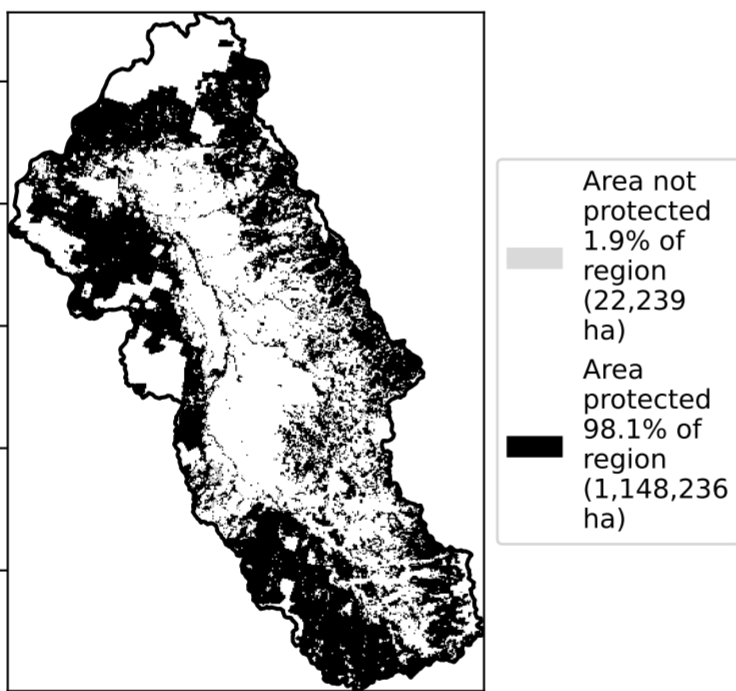 Area not
protected
1.9% of
region
(22,239
ha)
Area
protected
98.1% of
region
(1,148,236
ha)